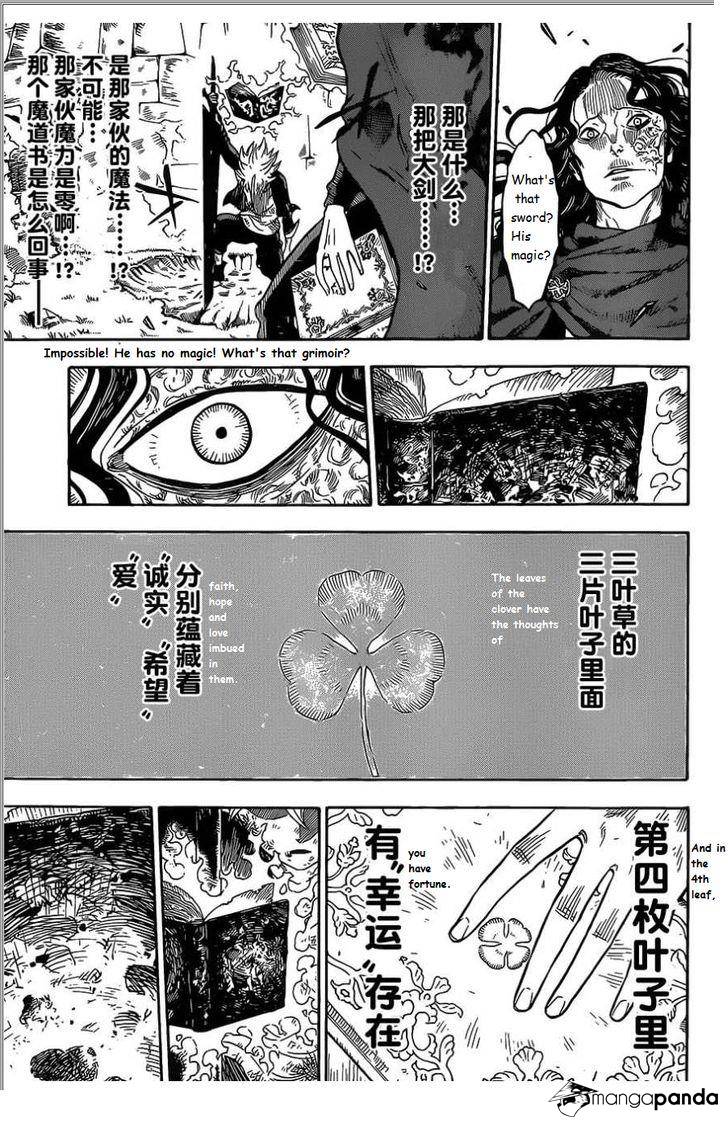 What's
that
sword?
His
magic?
那是什么…
那把大剑……!?
是那家伙的魔法……!?
不可能…
那家伙魔力是零啊…!?
那个魔道书是怎么回事——
Impossible! He has no magic! What's that grimoir?
三叶草的
三片叶子里面
The leaves
of the
clover have
the thoughts
of
分别蕴藏着
“诚实”“希望”
“爱”
faith,
hope
and
love
imbued
in
them.
And in
the
4th
leaf,
第四枚叶子里
you
have
fortune.
有“幸运”存在
mangapanda